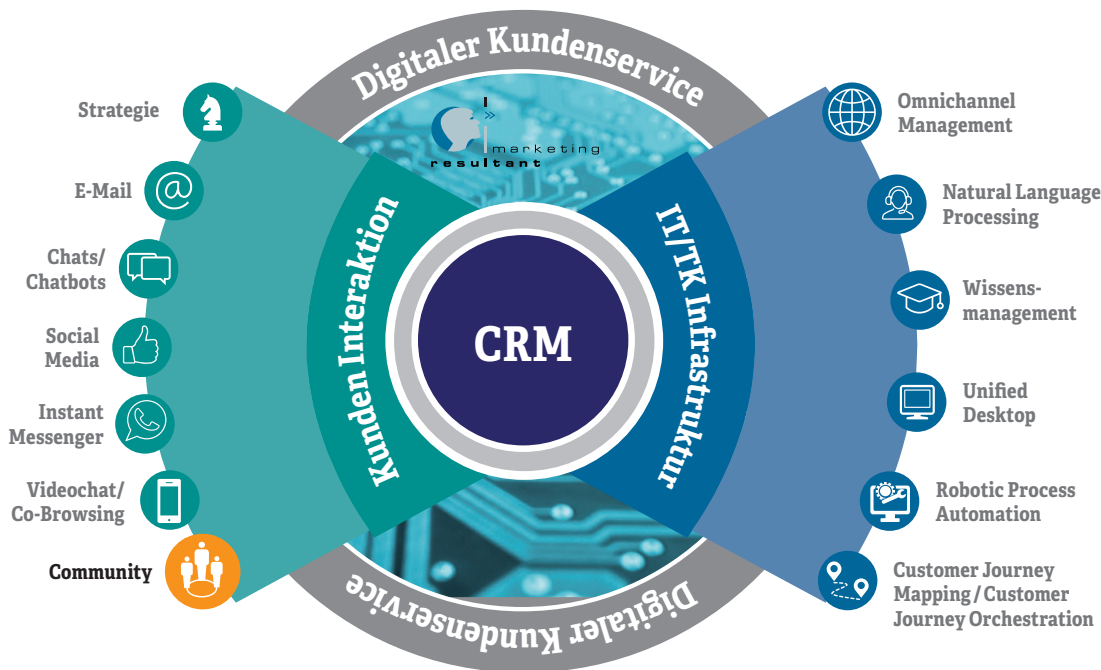 Digitaler Kundenservice
marketing
resultant
Strategie
E-Mail
Chats/
Chatbots
Social
Media
Instant
Messenger
Videochat/
Co-Browsing
Community
Kunden Interaktion
CRM
IT/TK Infrastruktur
Omnichannel
Management
Natural Language
Processing
Wissens-
management
Unified
Desktop
Robotic Process
Automation
Customer Journey
Mapping / Customer
Journey Orchestration
Digitaler Kundenservice